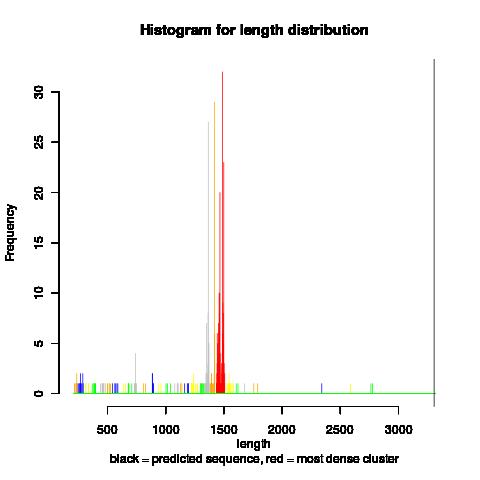 Histogram for length distribution
30
25
20
15
10
5
0
Frequency
500 1000 1500 2000 2500 3000
length
black = predicted sequence, red = most dense cluster